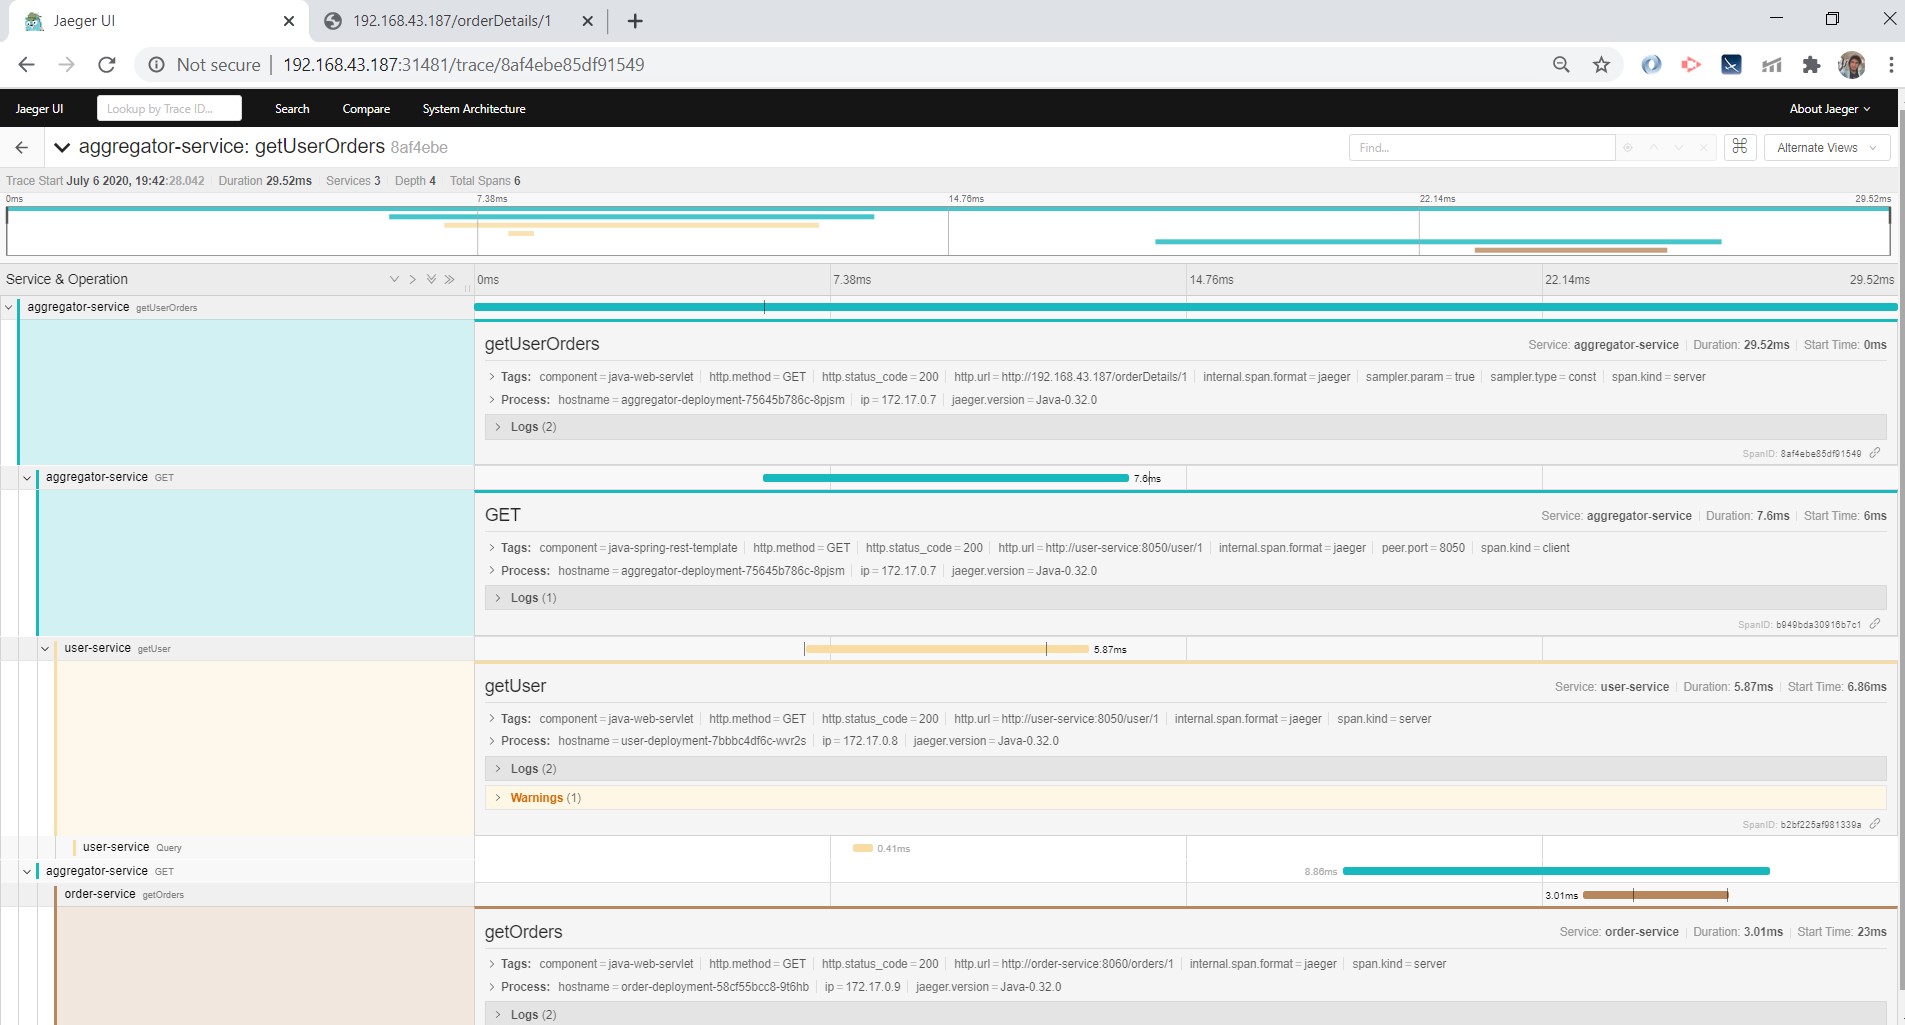 Jaeger UI
192.168.43.187/orderDetails/1
Not secure | 192.168.43.187:31481/trace/8af4ebe85df91549
Jaeger UI Lookup by Trace ID... Search Compare System Architecture About Jaeger
aggregator-service: getUserOrders 8af4ebe Find... Alternate Views
Trace Start July 6 2020, 19:42:28.042 Duration 29.52ms Services 3 Depth 4 Total Spans 6
0ms 7.38ms 14.76ms 22.14ms 29.52ms
Service & Operation 0ms 7.38ms 14.76ms 22.14ms 29.52ms
aggregator-service getUserOrders
getUserOrders Service: aggregator-service Duration: 29.52ms Start Time: 0ms
Tags: component = java-web-servlet http.method = GET http.status_code = 200 http.url = http://192.168.43.187/orderDetails/1 internal.span.format = jaeger sampler.param = true sampler.type = const span.kind = server
Process: hostname = aggregator-deployment-75645b786c-8pjsm ip = 172.17.0.7 jaeger.version = Java-0.32.0
Logs (2)
SpanID: 8af4ebe85df91549
aggregator-service GET 7.6ms
GET Service: aggregator-service Duration: 7.6ms Start Time: 6ms
Tags: component = java-spring-rest-template http.method = GET http.status_code = 200 http.url = http://user-service:8050/user/1 internal.span.format = jaeger peer.port = 8050 span.kind = client
Process: hostname = aggregator-deployment-75645b786c-8pjsm ip = 172.17.0.7 jaeger.version = Java-0.32.0
Logs (1)
SpanID: b949bda30916b7c1
user-service getUser 5.87ms
getUser Service: user-service Duration: 5.87ms Start Time: 6.86ms
Tags: component = java-web-servlet http.method = GET http.status_code = 200 http.url = http://user-service:8050/user/1 internal.span.format = jaeger span.kind = server
Process: hostname = user-deployment-7bbbc4df6c-wvr2s ip = 172.17.0.8 jaeger.version = Java-0.32.0
Logs (2)
Warnings (1)
SpanID: b2bf225af981339a
user-service Query 0.41ms
aggregator-service GET 8.86ms
order-service getOrders 3.01ms
getOrders Service: order-service Duration: 3.01ms Start Time: 23ms
Tags: component = java-web-servlet http.method = GET http.status_code = 200 http.url = http://order-service:8060/orders/1 internal.span.format = jaeger span.kind = server
Process: hostname = order-deployment-58cf55bcc8-9t6hb ip = 172.17.0.9 jaeger.version = Java-0.32.0
Logs (2)